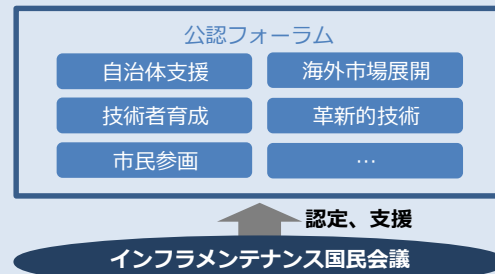 公認フォーラム
自治体支援
海外市場展開
技術者育成
革新的技術
市民参画
…
認定、支援
インフラメンテナンス国民会議